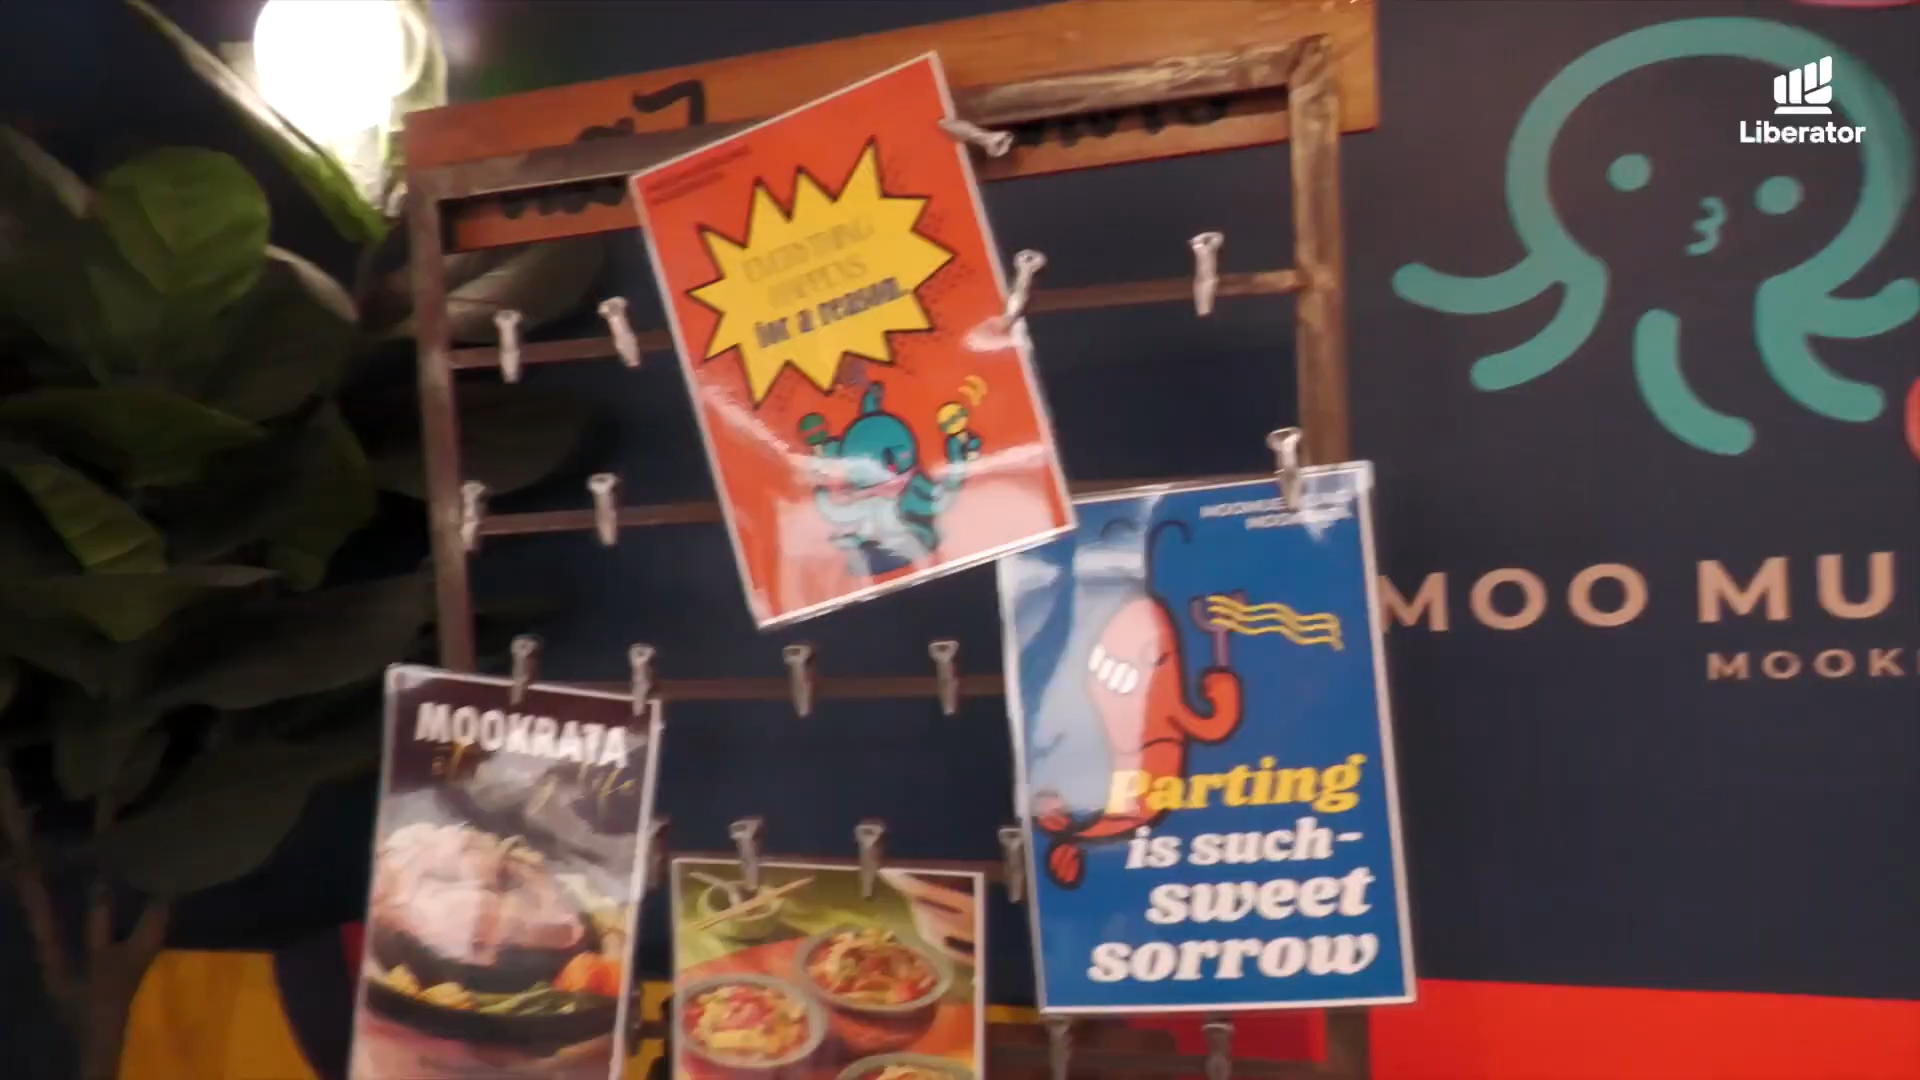 Liberator
EVERYTHING
HAPPENS
for a reason.
MOO MU
MOOK
MOOKRATA
Parting
is such-
sweet
sorrow